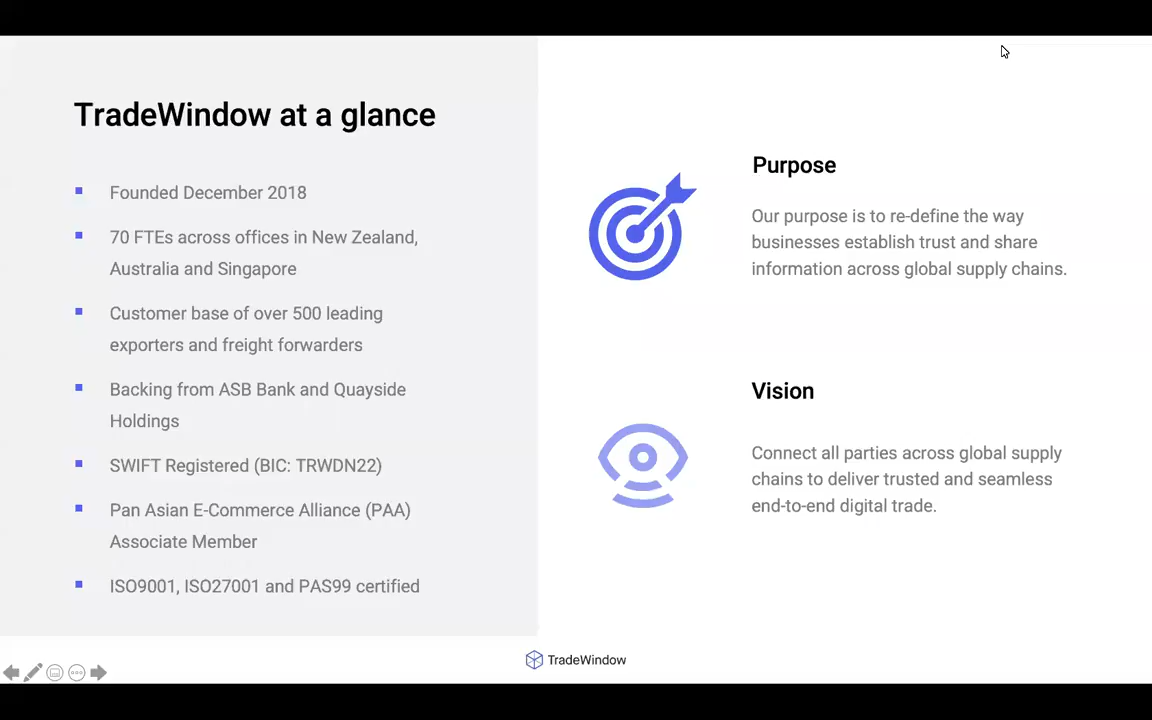 TradeWindow at a glance
Founded December 2018
70 FTEs across offices in New Zealand,
Australia and Singapore
Customer base of over 500 leading
exporters and freight forwarders
Backing from ASB Bank and Quayside
Holdings
SWIFT Registered (BIC: TRWDN22)
Pan Asian E-Commerce Alliance (PAA)
Associate Member
ISO9001, ISO27001 and PAS99 certified
Purpose
Our purpose is to re-define the way
businesses establish trust and share
information across global supply chains.
Vision
Connect all parties across global supply
chains to deliver trusted and seamless
end-to-end digital trade.
TradeWindow